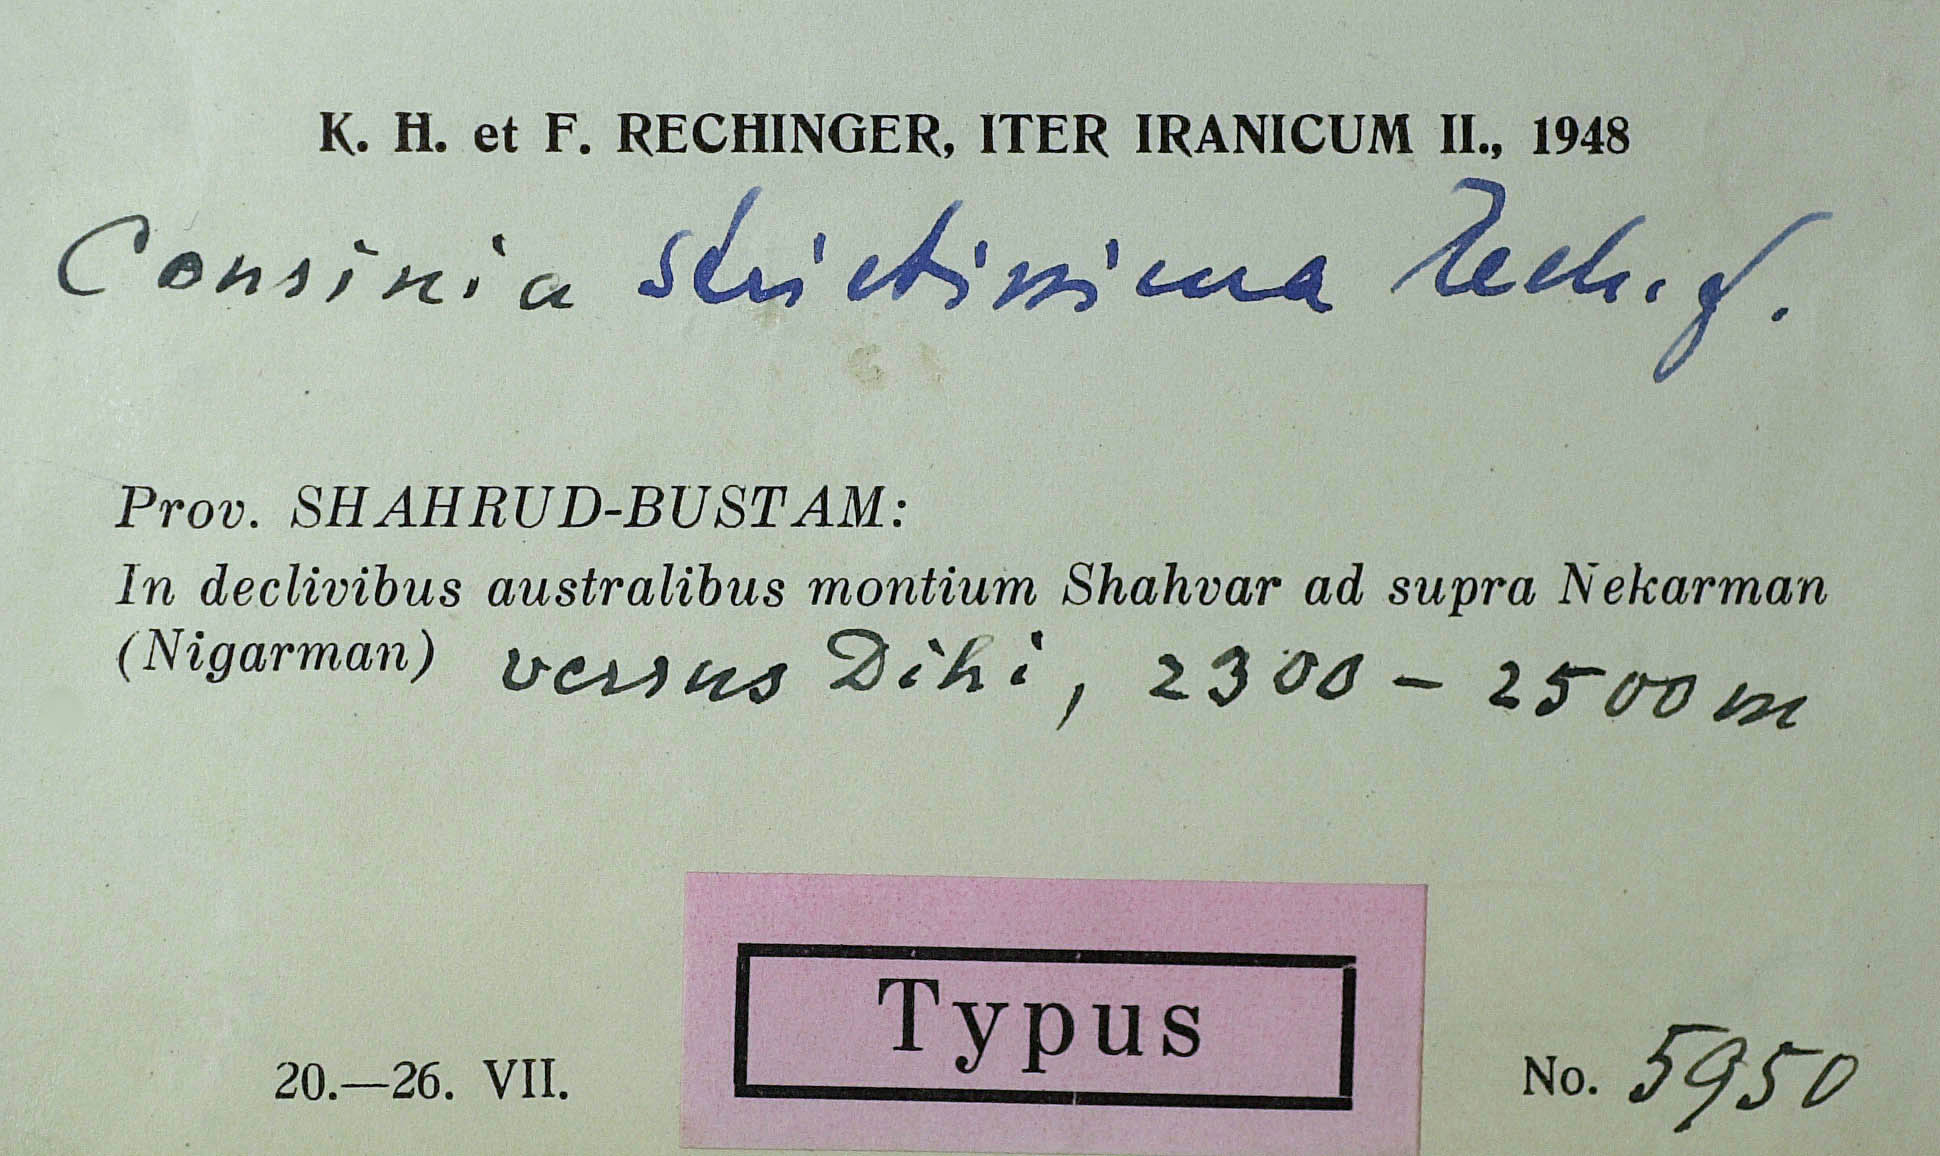 K. H. et F. RECHINGER, ITER IRANICUM II., 1948
Cousinia strictissima Rech. f.
Prov. SHAHRUD-BUSTAM:
In declivibus australibus montium Shahvar ad supra Nekarman
(Nigarman) versus Dihi, 2300 – 2500 m
Typus
20.—26. VII.
No. 5950